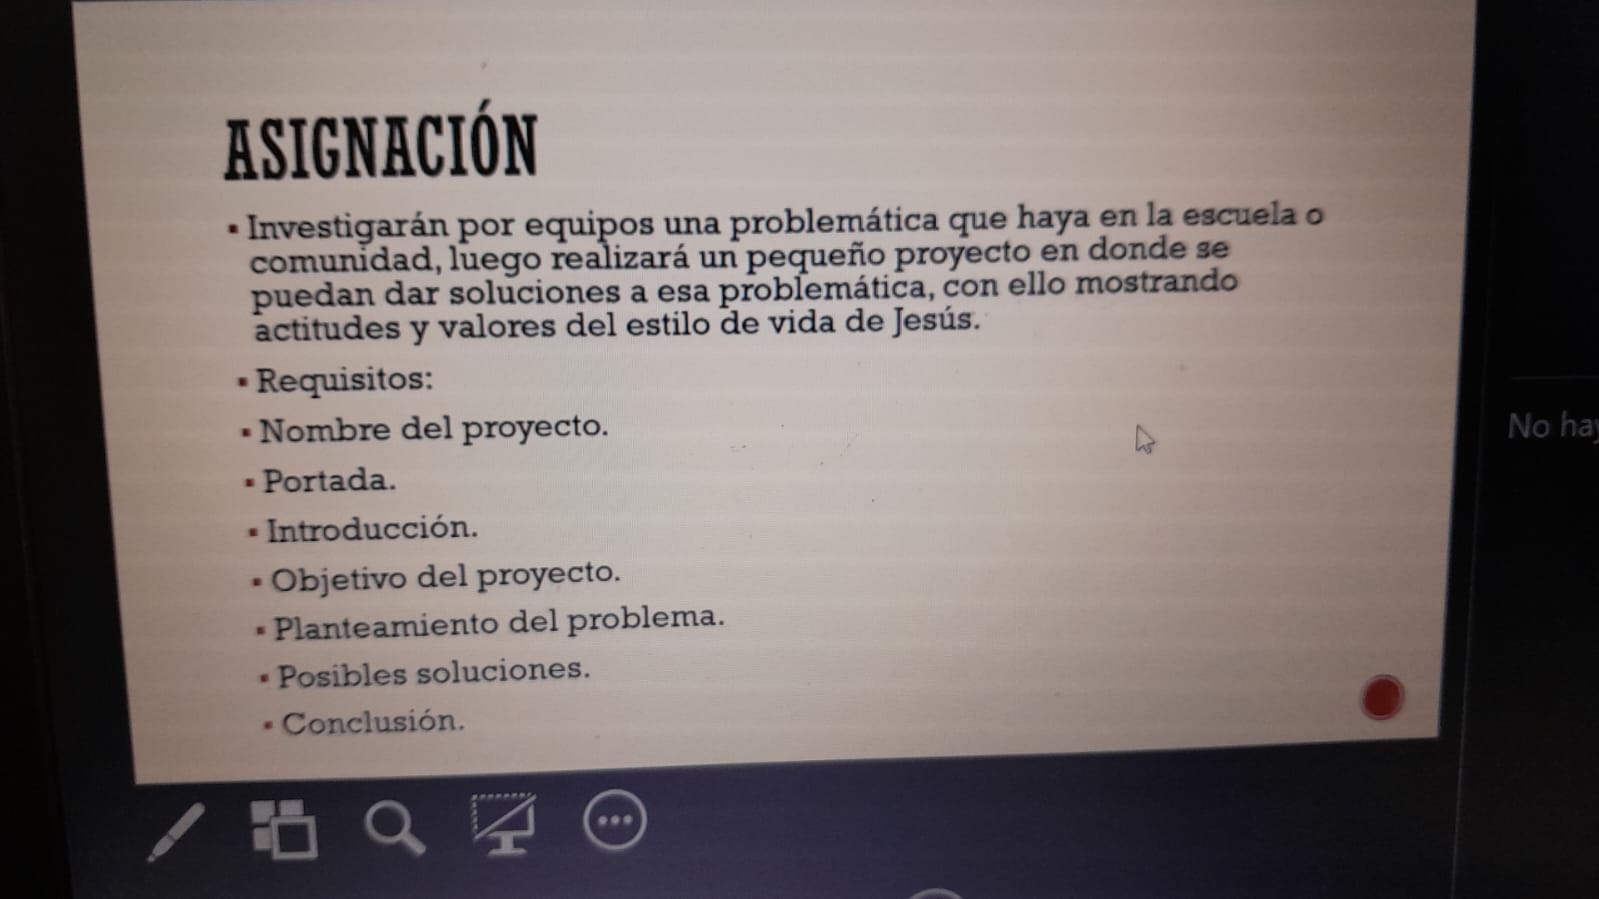 ASIGNACIÓN
▪ Investigarán por equipos una problemática que haya en la escuela o
comunidad, luego realizará un pequeño proyecto en donde se
puedan dar soluciones a esa problemática, con ello mostrando
actitudes y valores del estilo de vida de Jesús.
▪ Requisitos:
▪ Nombre del proyecto.
▪ Portada.
▪ Introducción.
▪ Objetivo del proyecto.
▪ Planteamiento del problema.
▪ Posibles soluciones.
▪ Conclusión.
No